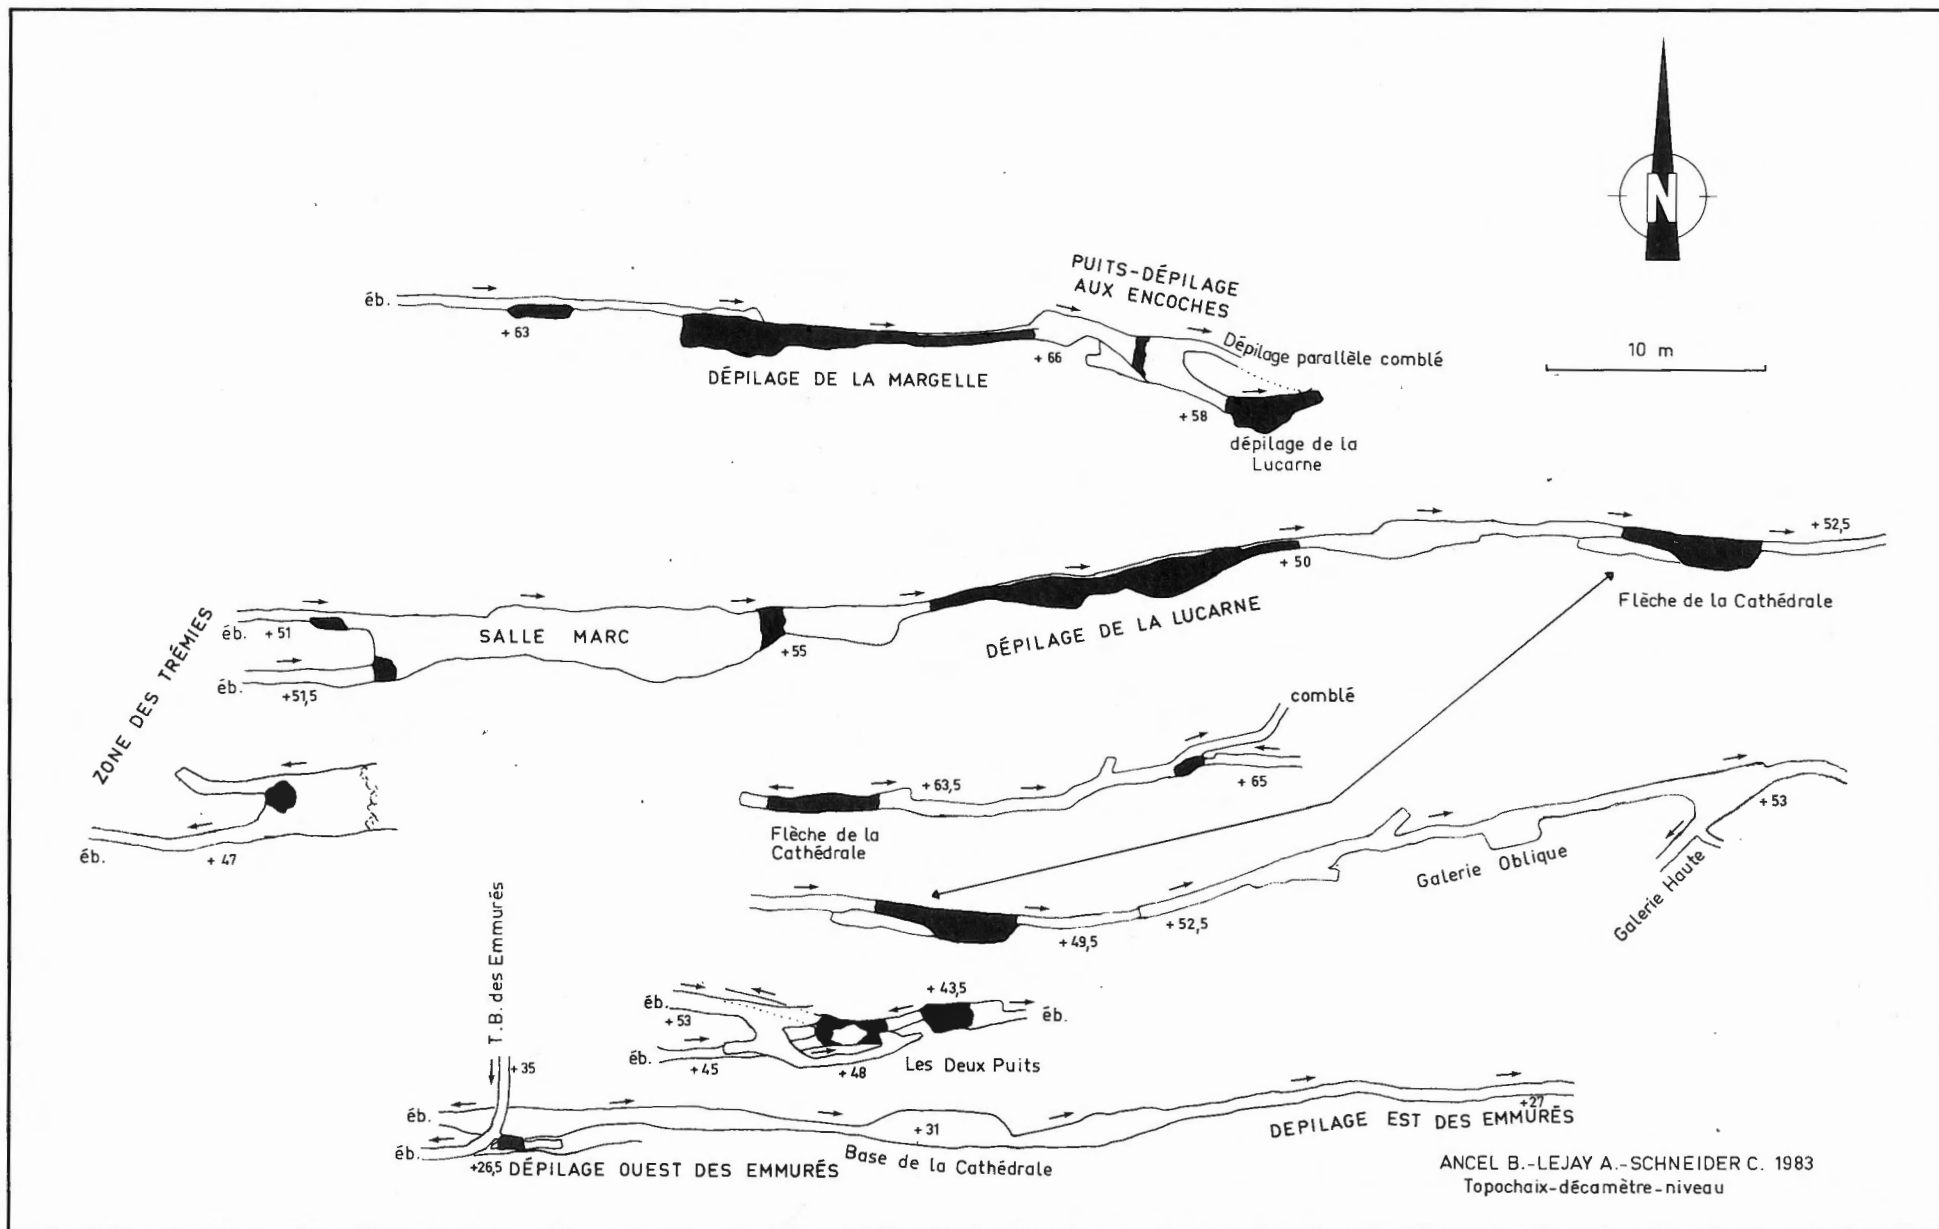 N
10 m
PUITS-DÉPILAGE
AUX ENCOCHES
éb.
+ 63
+ 66
Dépilage parallèle comblé
DÉPILAGE DE LA MARGELLE
+ 58
dépilage de la
Lucarne
+ 52,5
+ 50
Flèche de la Cathédrale
ZONE DES TRÉMIES
éb.
+ 51
SALLE MARC
+ 55
DÉPILAGE DE LA LUCARNE
éb.
+51,5
comblé
+ 63,5
+ 65
Flèche de la
Cathédrale
éb.
+ 47
+ 53
Galerie Oblique
Galerie Haute
+ 49,5
+ 52,5
T.B. des Emmurés
+ 43,5
éb.
+ 53
éb.
éb.
+ 45
+ 48
Les Deux Puits
+ 35
éb.
éb.
+26,5
DÉPILAGE OUEST DES EMMURÉS
+ 31
Base de la Cathédrale
+27
DEPILAGE EST DES EMMURÉS
ANCEL B.-LEJAY A.-SCHNEIDER C. 1983
Topochaix-décamètre-niveau